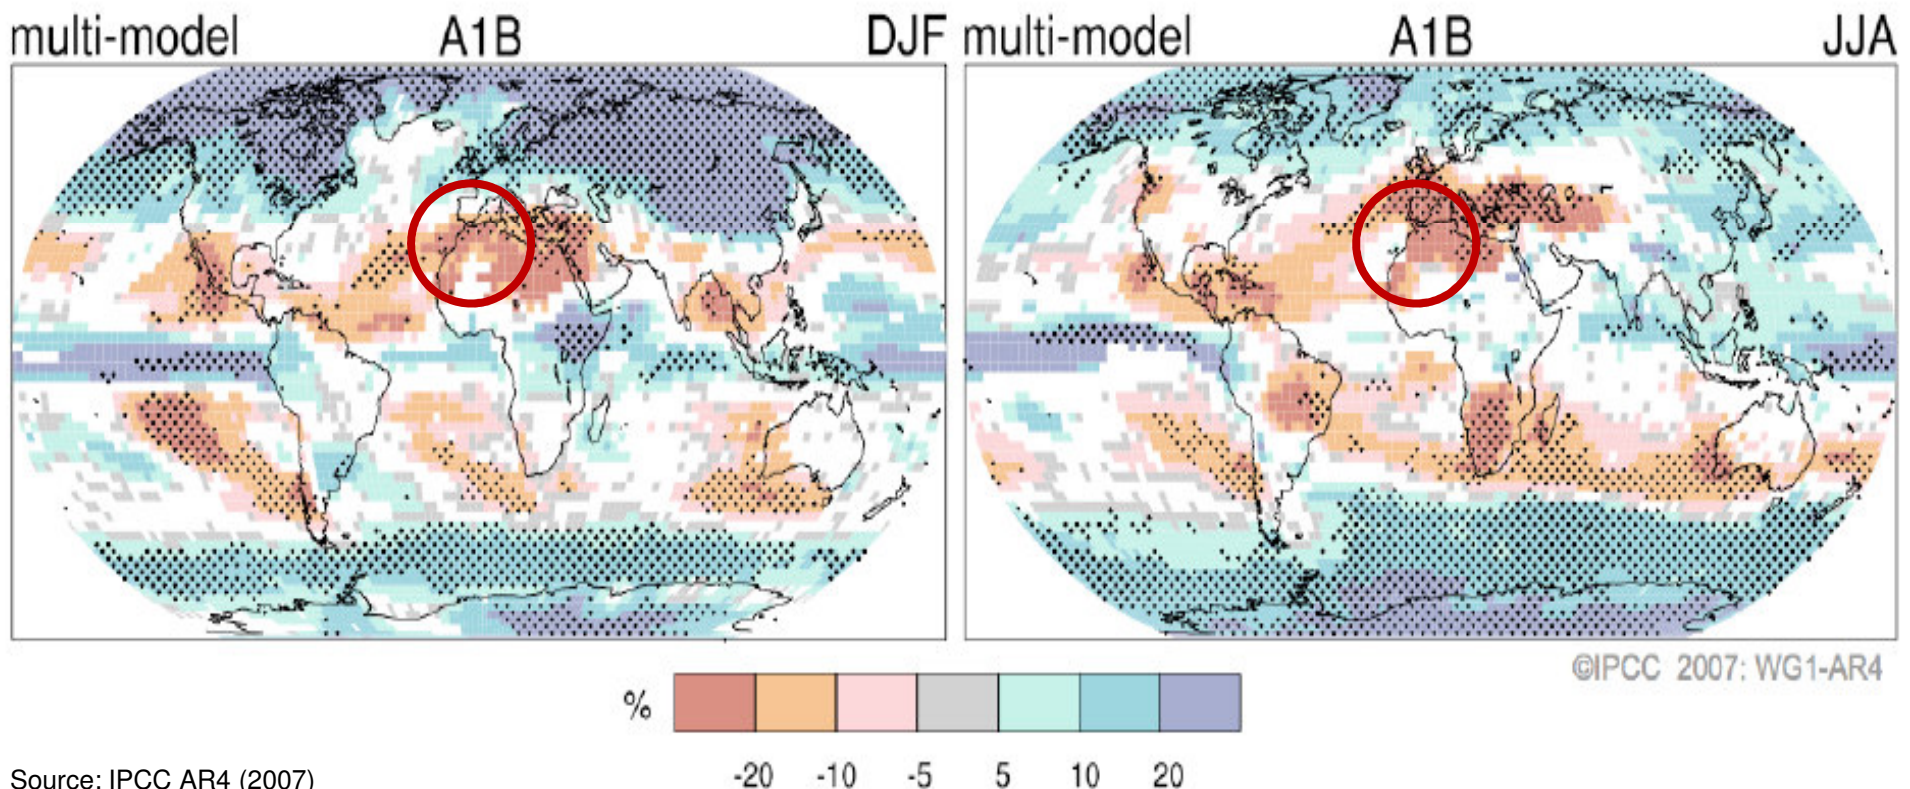 multi-model A1B DJF
multi-model A1B JJA
©IPCC 2007: WG1-AR4
%
-20 -10 -5 5 10 20
Source: IPCC AR4 (2007)